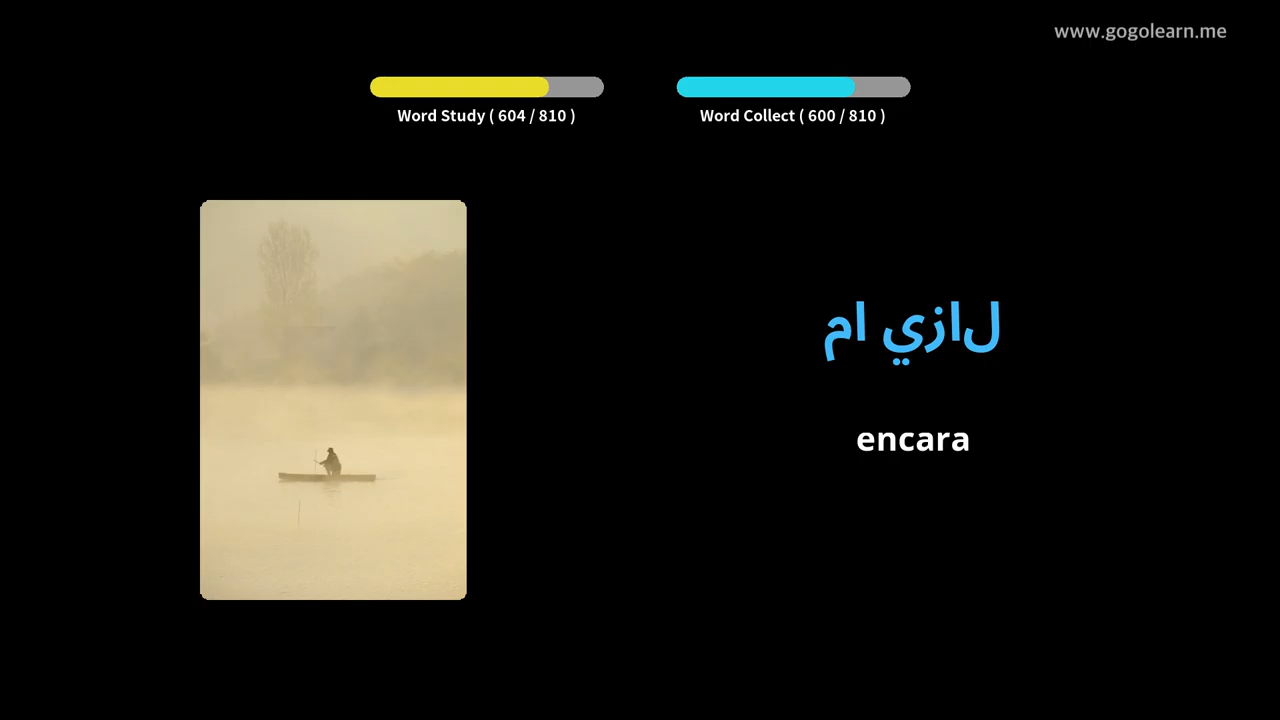 www.gogolearn.me
Word Study ( 604 / 810 )
Word Collect ( 600 / 810 )
لازي ام
encara